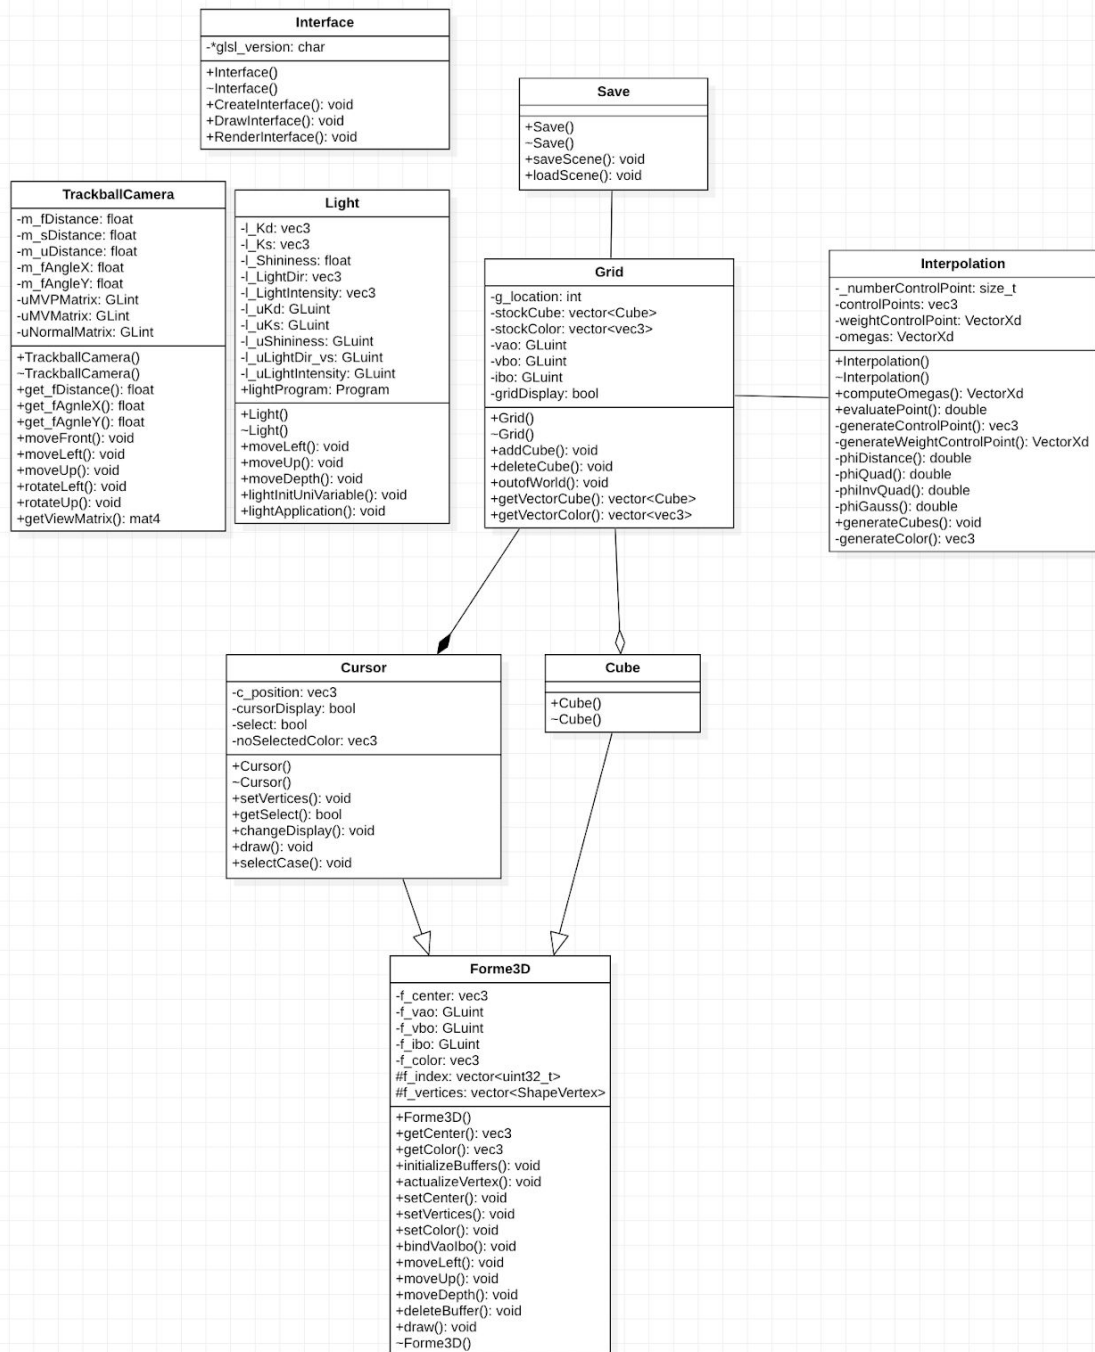 Interface
-*glsl_version: char
+Interface()
~Interface()
+CreateInterface(): void
+DrawInterface(): void
+RenderInterface(): void
Save
+Save()
~Save()
+saveScene(): void
+loadScene(): void
TrackballCamera
-m_fDistance: float
-m_sDistance: float
-m_uDistance: float
-m_fAngleX: float
-m_fAngleY: float
-uMVPMatrix: GLint
-uMVMatrix: GLint
-uNormalMatrix: GLint
+TrackballCamera()
~TrackballCamera()
+get_fDistance(): float
+get_fAgnleX(): float
+get_fAgnleY(): float
+moveFront(): void
+moveLeft(): void
+moveUp(): void
+rotateLeft(): void
+rotateUp(): void
+getViewMatrix(): mat4
Light
-l_Kd: vec3
-l_Ks: vec3
-l_Shininess: float
-l_LightDir: vec3
-l_LightIntensity: vec3
-l_uKd: GLuint
-l_uKs: GLuint
-l_uShininess: GLuint
-l_uLightDir_vs: GLuint
-l_uLightIntensity: GLuint
+lightProgram: Program
+Light()
~Light()
+moveLeft(): void
+moveUp(): void
+moveDepth(): void
+lightInitUniVariable(): void
+lightApplication(): void
Grid
-g_location: int
-stockCube: vector<Cube>
-stockColor: vector<vec3>
-vao: GLuint
-vbo: GLuint
-ibo: GLuint
-gridDisplay: bool
+Grid()
~Grid()
+addCube(): void
+deleteCube(): void
+outofWorld(): void
+getVectorCube(): vector<Cube>
+getVectorColor(): vector<vec3>
Interpolation
-_numberControlPoint: size_t
-controlPoints: vec3
-weightControlPoint: VectorXd
-omegas: VectorXd
+Interpolation()
~Interpolation()
+computeOmegas(): VectorXd
+evaluatePoint(): double
-generateControlPoint(): vec3
-generateWeightControlPoint(): VectorXd
-phiDistance(): double
-phiQuad(): double
-phiInvQuad(): double
-phiGauss(): double
+generateCubes(): void
-generateColor(): vec3
Cursor
-c_position: vec3
-cursorDisplay: bool
-select: bool
-noSelectedColor: vec3
+Cursor()
~Cursor()
+setVertices(): void
+getSelect(): bool
+changeDisplay(): void
+draw(): void
+selectCase(): void
Cube
+Cube()
~Cube()
Forme3D
-f_center: vec3
-f_vao: GLuint
-f_vbo: GLuint
-f_ibo: GLuint
-f_color: vec3
#f_index: vector<uint32_t>
#f_vertices: vector<ShapeVertex>
+Forme3D()
+getCenter(): vec3
+getColor(): vec3
+initializeBuffers(): void
+actualizeVertex(): void
+setCenter(): void
+setVertices(): void
+setColor(): void
+bindVaoIbo(): void
+moveLeft(): void
+moveUp(): void
+moveDepth(): void
+deleteBuffer(): void
+draw(): void
~Forme3D()